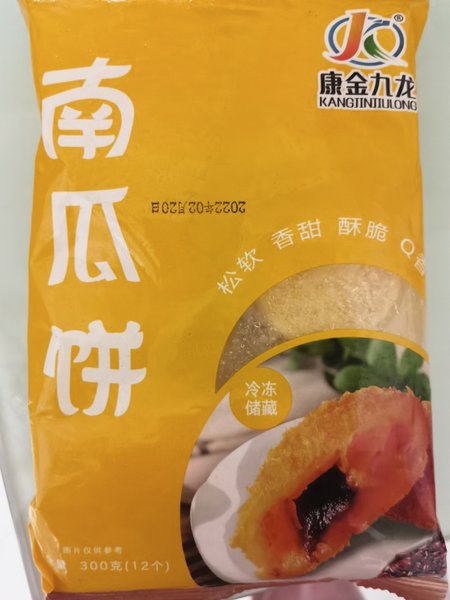 康金九龙
KANGJINJIULONG
南瓜饼
2022年02月20日
松软 香甜 酥脆 Q香
冷冻
储藏
图片仅供参考
300克(12个)